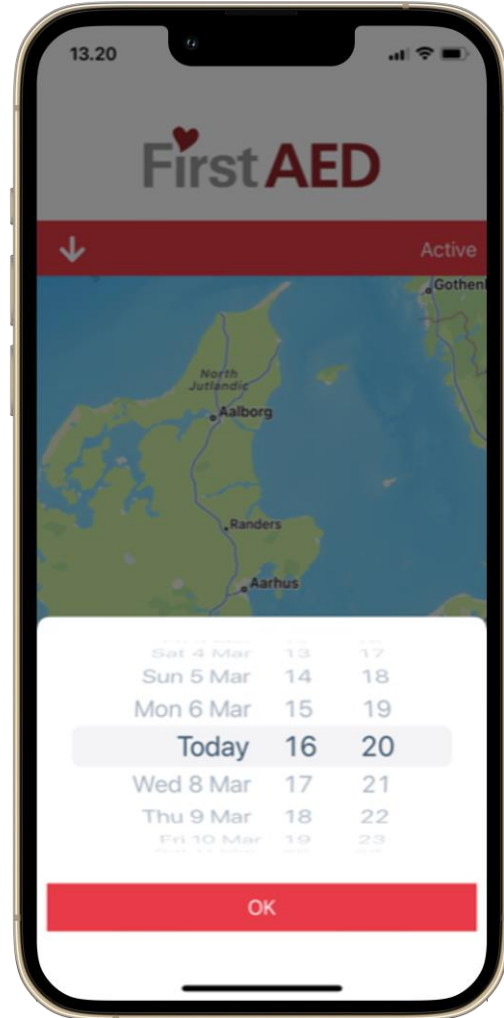 13.20
First AED
Active
Gothen
North
Jutlandic
Aalborg
Randers
Aarhus
Sat 4 Mar 13 17
Sun 5 Mar 14 18
Mon 6 Mar 15 19
Today 16 20
Wed 8 Mar 17 21
Thu 9 Mar 18 22
Fri 10 Mar 19 23
OK